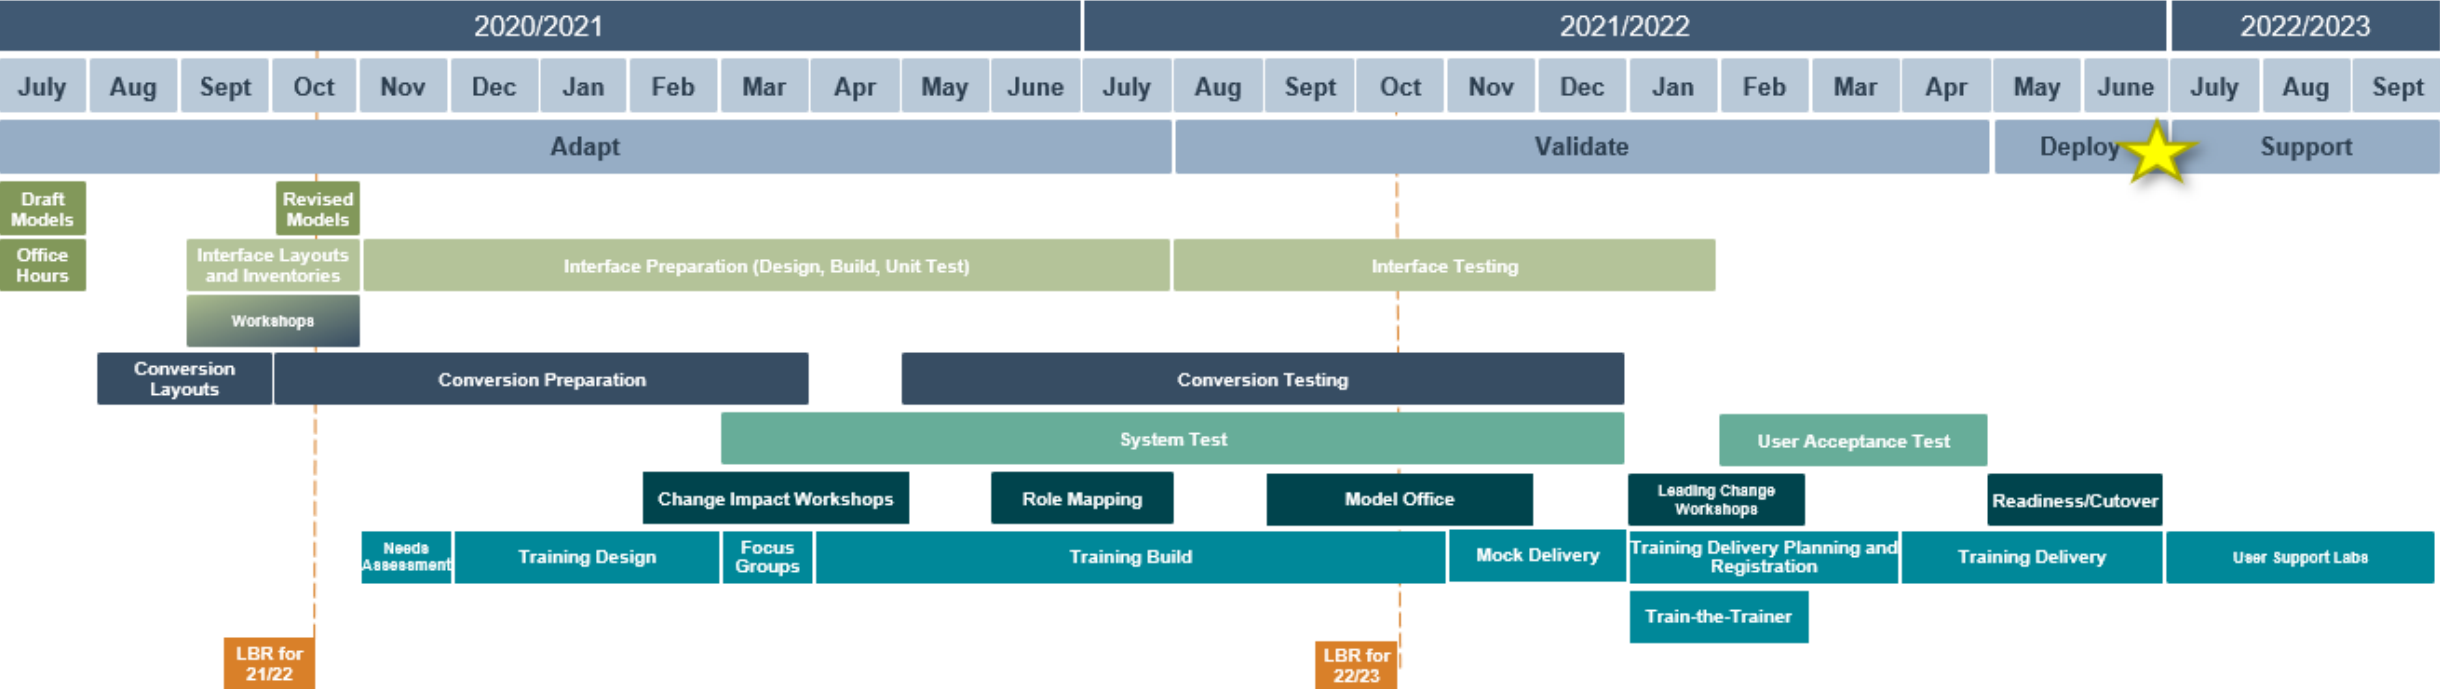 2020/2021
2021/2022
2022/2023
July Aug Sept Oct Nov Dec Jan Feb Mar Apr May June July Aug Sept Oct Nov Dec Jan Feb Mar Apr May June July Aug Sept
Adapt
Validate
Deploy
Support
Draft
Models
Revised
Models
Office
Hours
Interface Layouts
and Inventories
Interface Preparation (Design, Build, Unit Test)
Interface Testing
Workshops
Conversion
Layouts
Conversion Preparation
Conversion Testing
System Test
User Acceptance Test
Change Impact Workshops
Role Mapping
Model Office
Leading Change
Workshops
Readiness/Cutover
Needs
Assessment
Training Design
Focus
Groups
Training Build
Mock Delivery
Training Delivery Planning and
Registration
Training Delivery
User Support Labs
Train-the-Trainer
LBR for
21/22
LBR for
22/23